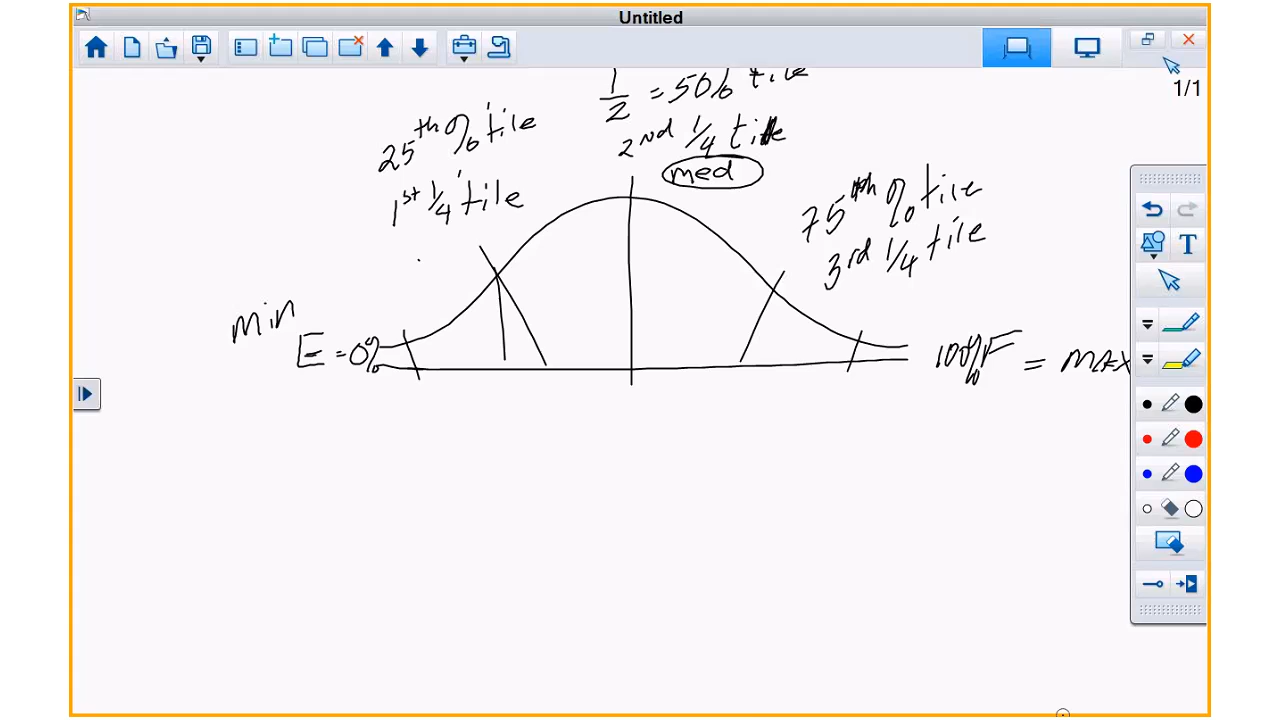 Untitled
1/1
1/2 = 50% tile
2nd 1/4 tile
med
25th %'tile
1st 1/4'tile
75th %tile
3rd 1/4 tile
min
E = 0%
100% F = max
T